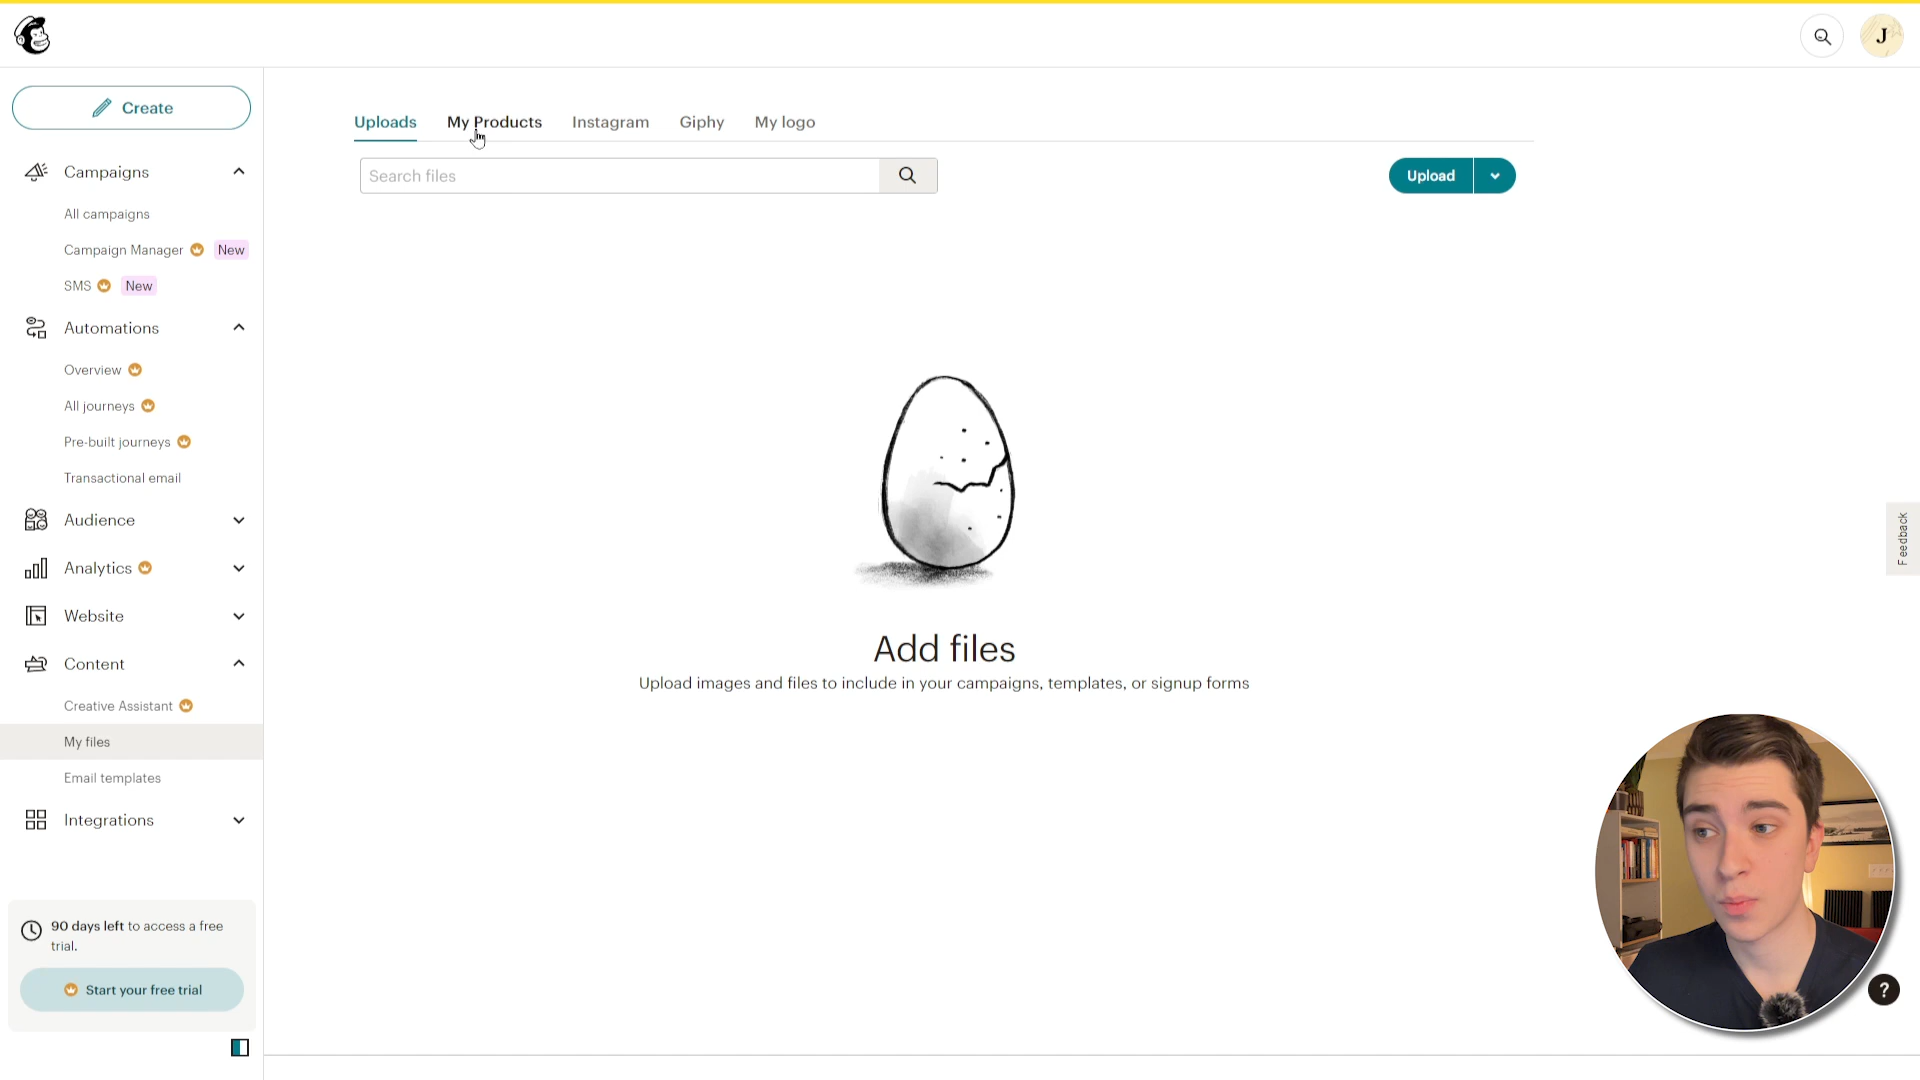 J
Create
Uploads
My Products
Instagram
Giphy
My logo
Search files
Upload
Campaigns
All campaigns
Campaign Manager New
SMS New
Automations
Overview
All journeys
Pre-built journeys
Transactional email
Audience
Analytics
Website
Content
Creative Assistant
My files
Email templates
Integrations
Add files
Upload images and files to include in your campaigns, templates, or signup forms
Feedback
90 days left to access a free
trial.
Start your free trial
?